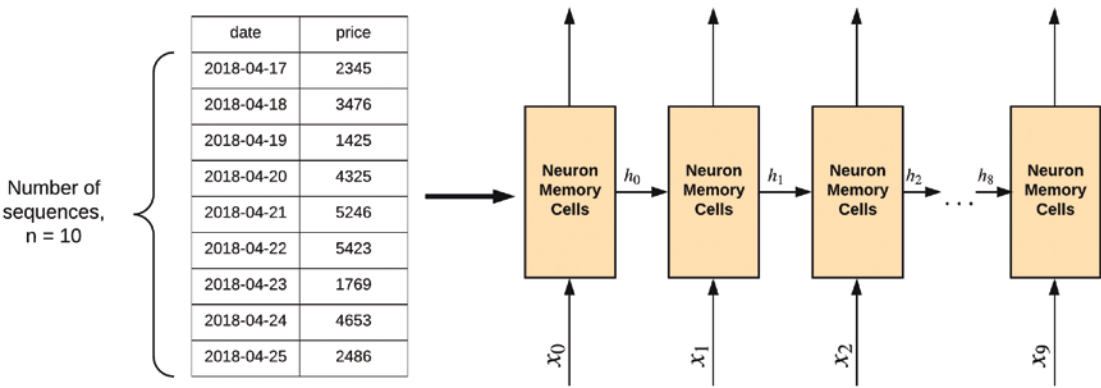 date price
2018-04-17 2345
2018-04-18 3476
2018-04-19 1425
2018-04-20 4325
2018-04-21 5246
2018-04-22 5423
2018-04-23 1769
2018-04-24 4653
2018-04-25 2486
Number of
sequences,
n = 10
Neuron
Memory
Cells
h0
Neuron
Memory
Cells
h1
Neuron
Memory
Cells
h2
. . .
h8
Neuron
Memory
Cells
x0
x1
x2
x9